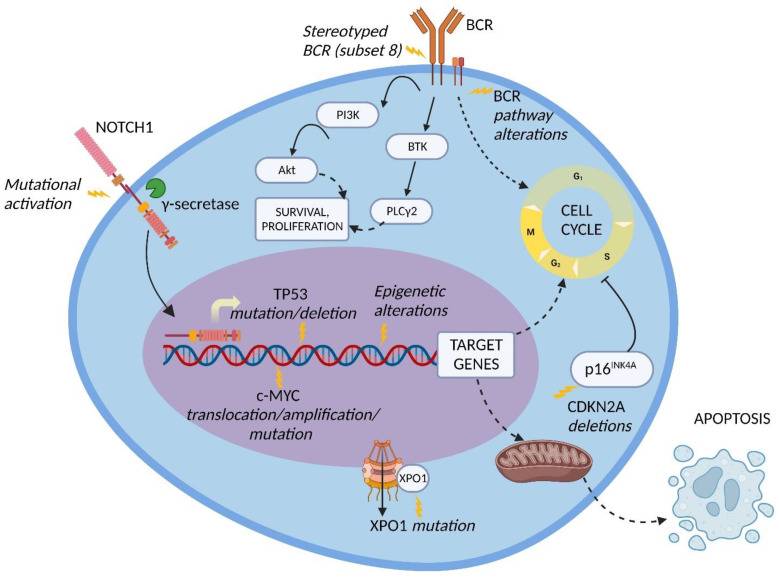 Stereotyped
BCR (subset 8)
BCR
BCR
pathway
alterations
NOTCH1
PI3K
BTK
Akt
Mutational
activation
γ-secretase
SURVIVAL,
PROLIFERATION
PLCγ2
G₁
CELL
CYCLE
M
G₂
S
TP53
mutation/deletion
Epigenetic
alterations
TARGET
GENES
c-MYC
translocation/amplification/
mutation
p16ᴵᴺᴷ⁴ᴬ
CDKN2A
deletions
APOPTOSIS
XPO1
XPO1 mutation